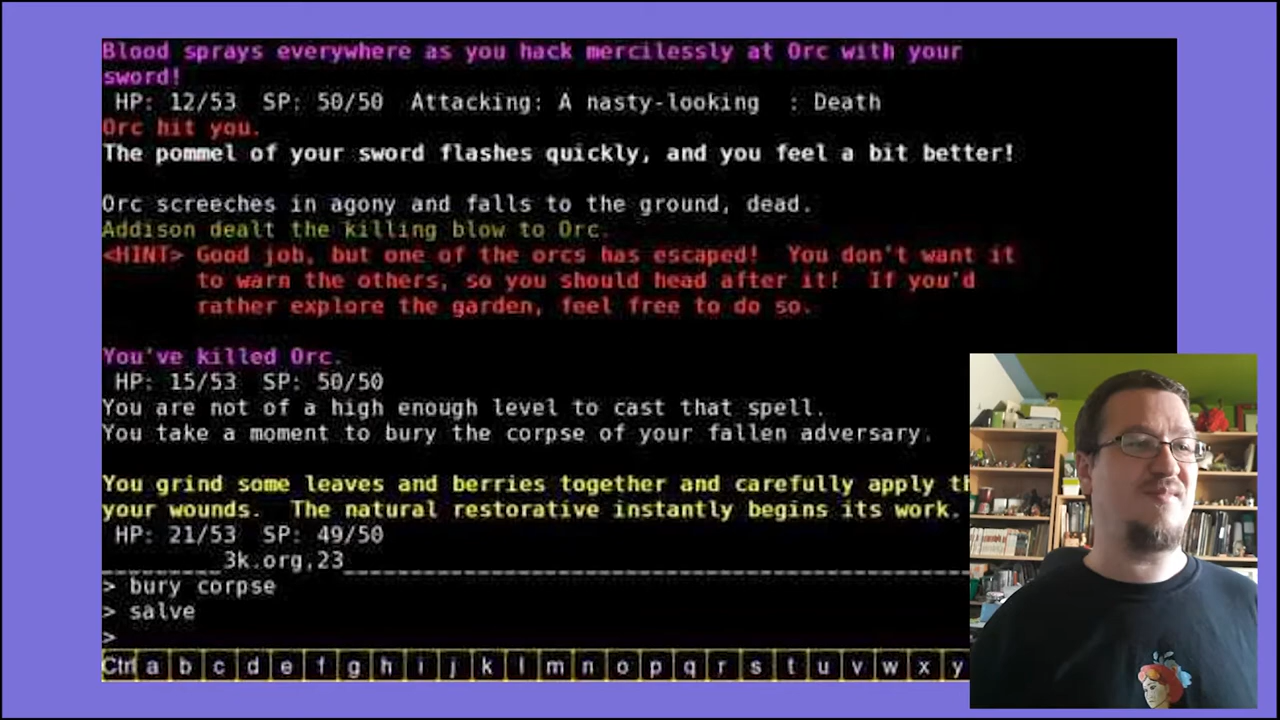 Blood sprays everywhere as you hack mercilessly at Orc with your
sword!
HP: 12/53  SP: 50/50  Attacking: A nasty-looking  : Death
Orc hit you.
The pommel of your sword flashes quickly, and you feel a bit better!
Orc screeches in agony and falls to the ground, dead.
Addison dealt the killing blow to Orc.
<HINT> Good job, but one of the orcs has escaped!  You don't want it
to warn the others, so you should head after it!  If you'd
rather explore the garden, feel free to do so.
You've killed Orc.
HP: 15/53  SP: 50/50
You are not of a high enough level to cast that spell.
You take a moment to bury the corpse of your fallen adversary.
You grind some leaves and berries together and carefully apply th
your wounds.  The natural restorative instantly begins its work.
HP: 21/53  SP: 49/50
_________3k.org,23______________________________
> bury corpse
> salve
>
Ctrl a b c d e f g h i j k l m n o p q r s t u v w x y